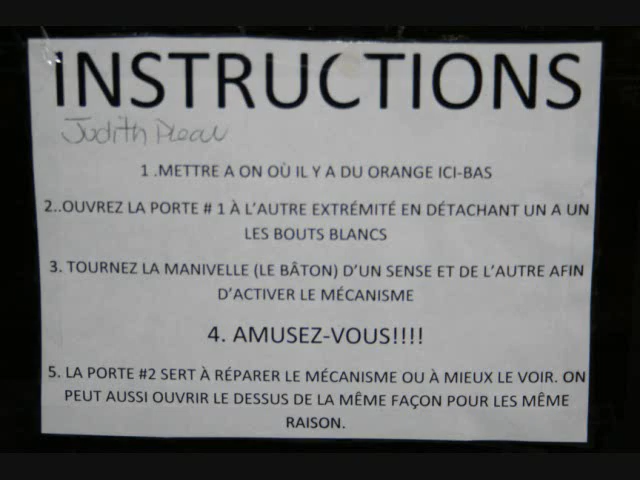 INSTRUCTIONS
Judith Pleau
1 .METTRE A ON OÙ IL Y A DU ORANGE ICI-BAS
2..OUVREZ LA PORTE # 1 À L'AUTRE EXTRÉMITÉ EN DÉTACHANT UN A UN
LES BOUTS BLANCS
3. TOURNEZ LA MANIVELLE (LE BÂTON) D'UN SENSE ET DE L'AUTRE AFIN
D'ACTIVER LE MÉCANISME
4. AMUSEZ-VOUS!!!!
5. LA PORTE #2 SERT À RÉPARER LE MÉCANISME OU À MIEUX LE VOIR. ON
PEUT AUSSI OUVRIR LE DESSUS DE LA MÊME FAÇON POUR LES MÊME
RAISON.